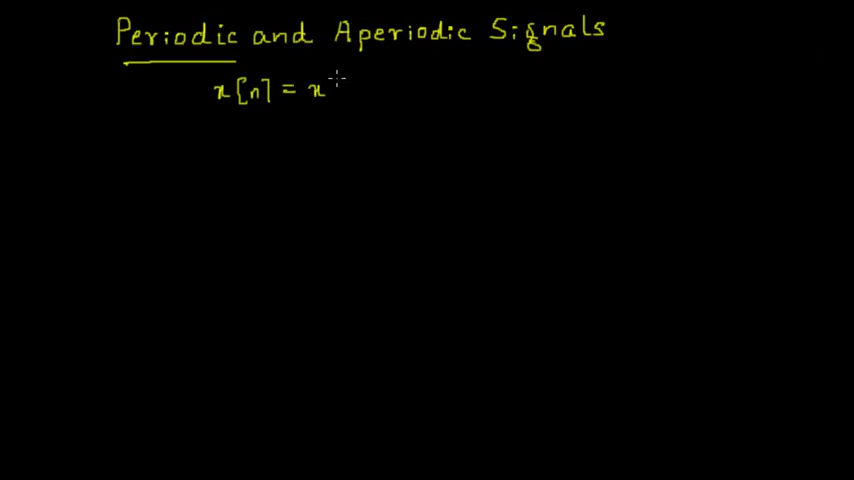 Periodic and Aperiodic Signals
x[n] = x